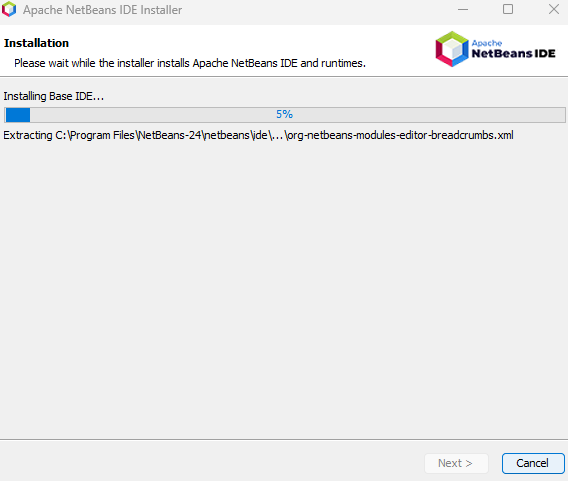 Apache NetBeans IDE Installer
Installation
Please wait while the installer installs Apache NetBeans IDE and runtimes.
Apache
NetBeans IDE
Installing Base IDE...
5%
Extracting C:\Program Files\NetBeans-24\netbeans\ide\...\org-netbeans-modules-editor-breadcrumbs.xml
Next >
Cancel